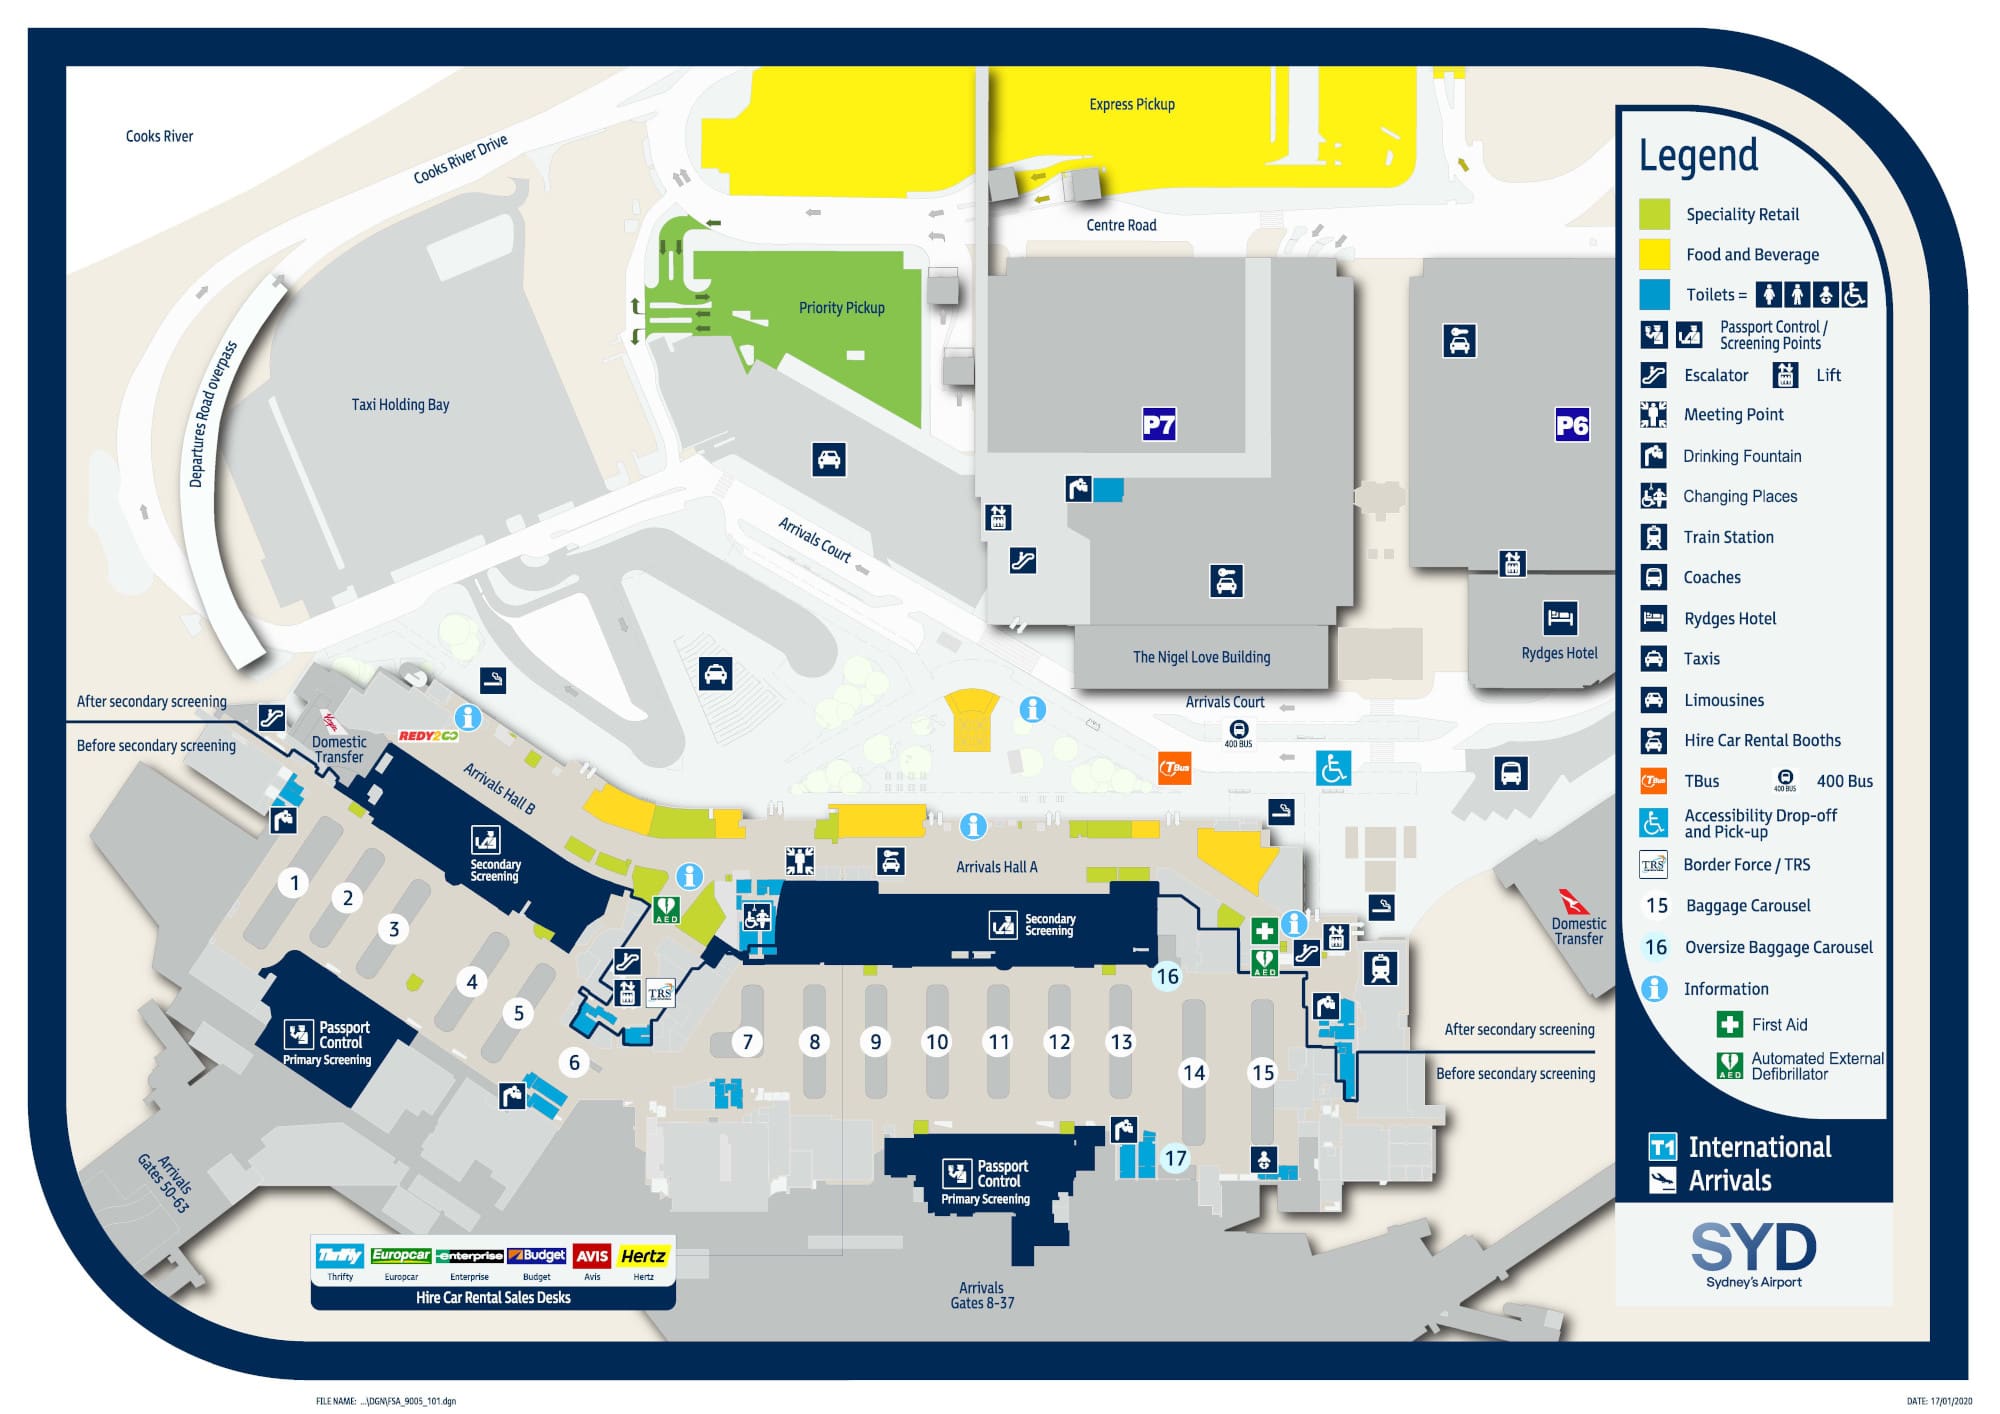 Cooks River
Cooks River Drive
Express Pickup
Centre Road
Priority Pickup
Departures Road overpass
Taxi Holding Bay
P7
P6
Arrivals Court
The Nigel Love Building
Rydges Hotel
Arrivals Court
400 BUS
TBus
After secondary screening
Before secondary screening
Virgin
Domestic
Transfer
REDY2GO
Arrivals Hall B
Secondary
Screening
Arrivals Hall A
Secondary
Screening
AED
AED
TRS
Domestic
Transfer
1
2
3
4
5
6
7
8
9
10
11
12
13
14
15
16
17
Passport
Control
Primary Screening
Passport
Control
Primary Screening
After secondary screening
Before secondary screening
Arrivals
Gates 50-63
Arrivals
Gates 8-37
Thrifty Europcar enterprise Budget AVIS Hertz
Thrifty Europcar Enterprise Budget Avis Hertz
Hire Car Rental Sales Desks
Legend
Speciality Retail
Food and Beverage
Toilets =
Passport Control /
Screening Points
Escalator Lift
Meeting Point
Drinking Fountain
Changing Places
Train Station
Coaches
Rydges Hotel
Taxis
Limousines
Hire Car Rental Booths
TBus TBus 400 BUS 400 Bus
Accessibility Drop-off
and Pick-up
TRS Border Force / TRS
15 Baggage Carousel
16 Oversize Baggage Carousel
Information
First Aid
AED Automated External
Defibrillator
T1 International
Arrivals
SYD
Sydney's Airport
FILE NAME: ...\DGN\FSA_9005_101.dgn
DATE: 17/01/2020